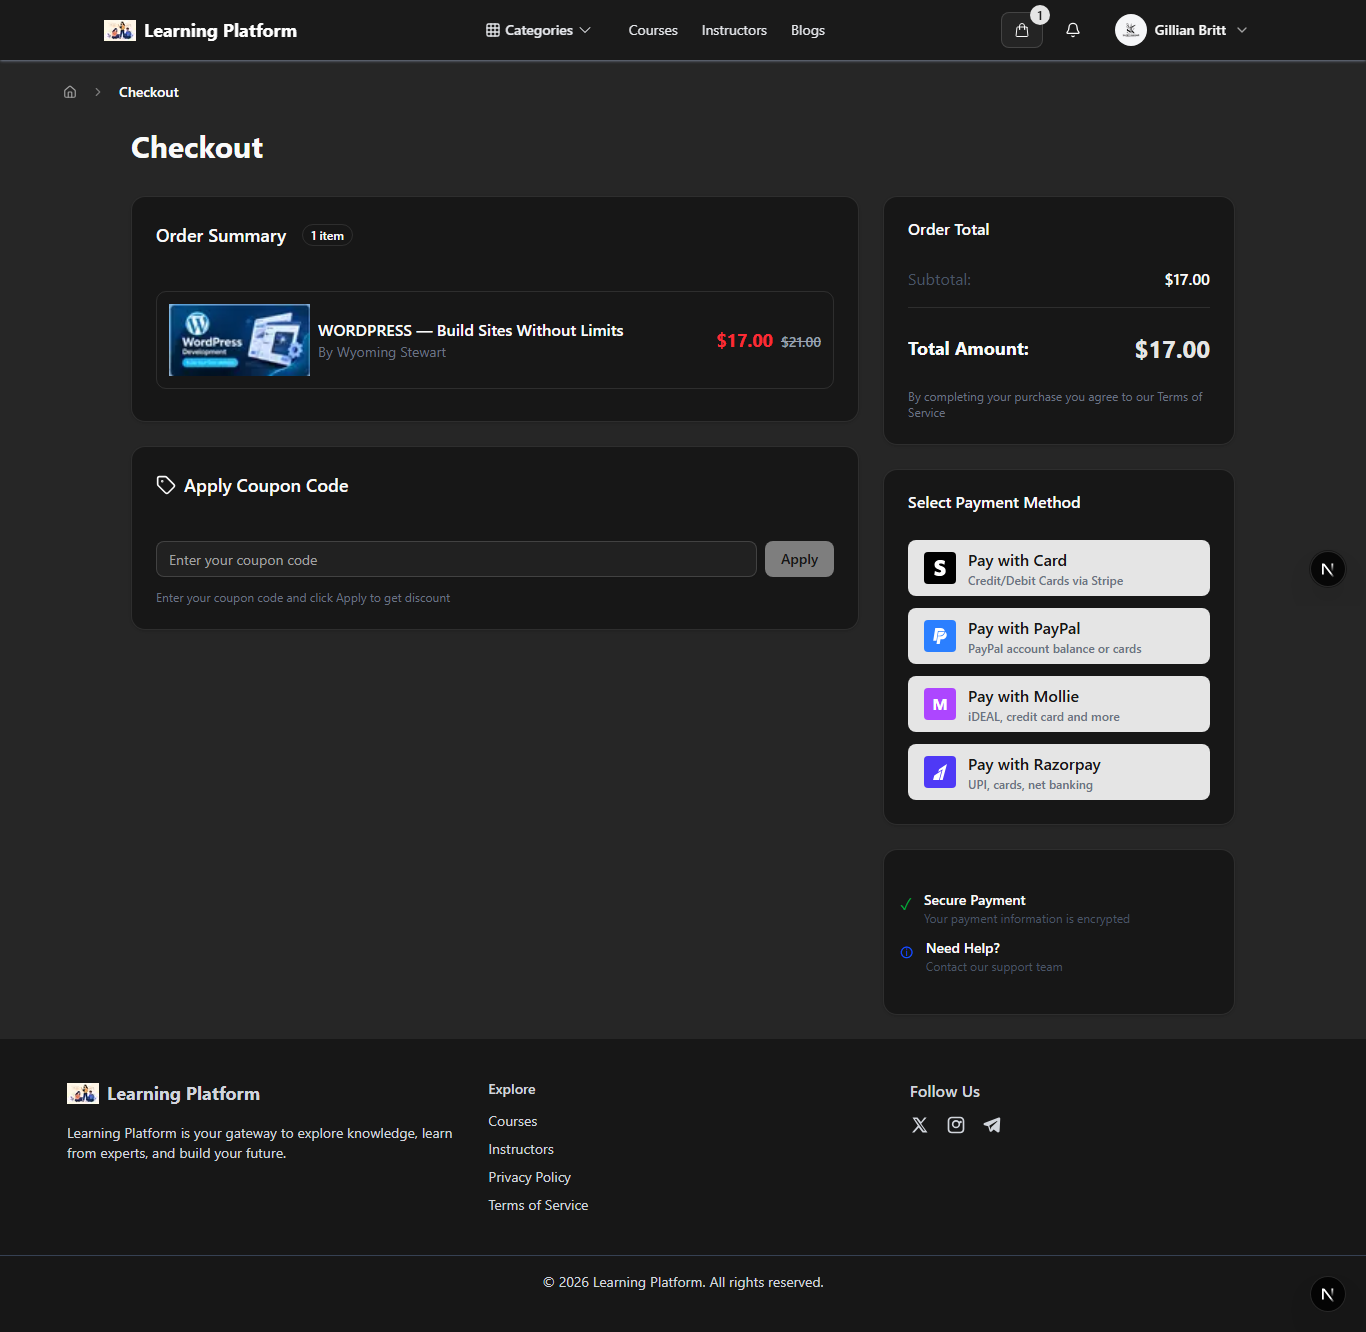 Learning Platform
Categories
Courses
Instructors
Blogs
1
Gillian Britt
Checkout
Checkout
Order Summary
1 item
WordPress
Development
WORDPRESS — Build Sites Without Limits
By Wyoming Stewart
$17.00 $21.00
Apply Coupon Code
Enter your coupon code
Apply
Enter your coupon code and click Apply to get discount
Order Total
Subtotal: $17.00
Total Amount: $17.00
By completing your purchase you agree to our Terms of
Service
Select Payment Method
S
Pay with Card
Credit/Debit Cards via Stripe
Pay with PayPal
PayPal account balance or cards
M
Pay with Mollie
iDEAL, credit card and more
Pay with Razorpay
UPI, cards, net banking
Secure Payment
Your payment information is encrypted
Need Help?
Contact our support team
N
Learning Platform
Learning Platform is your gateway to explore knowledge, learn
from experts, and build your future.
Explore
Courses
Instructors
Privacy Policy
Terms of Service
Follow Us
© 2026 Learning Platform. All rights reserved.
N